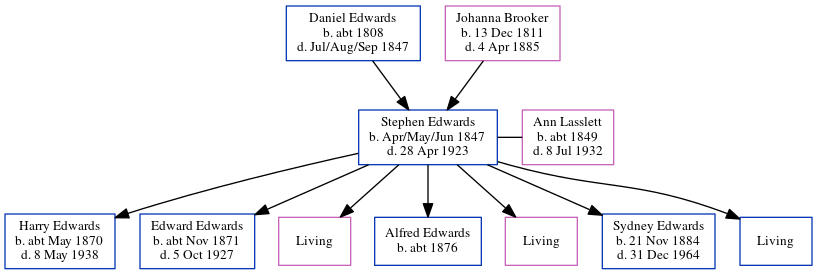 Daniel Edwards
b. abt 1808
d. Jul/Aug/Sep 1847
Johanna Brooker
b. 13 Dec 1811
d. 4 Apr 1885
Stephen Edwards
b. Apr/May/Jun 1847
d. 28 Apr 1923
Ann Lasslett
b. abt 1849
d. 8 Jul 1932
Harry Edwards
b. abt May 1870
d. 8 May 1938
Edward Edwards
b. abt Nov 1871
d. 5 Oct 1927
Living
Alfred Edwards
b. abt 1876
Living
Sydney Edwards
b. 21 Nov 1884
d. 31 Dec 1964
Living